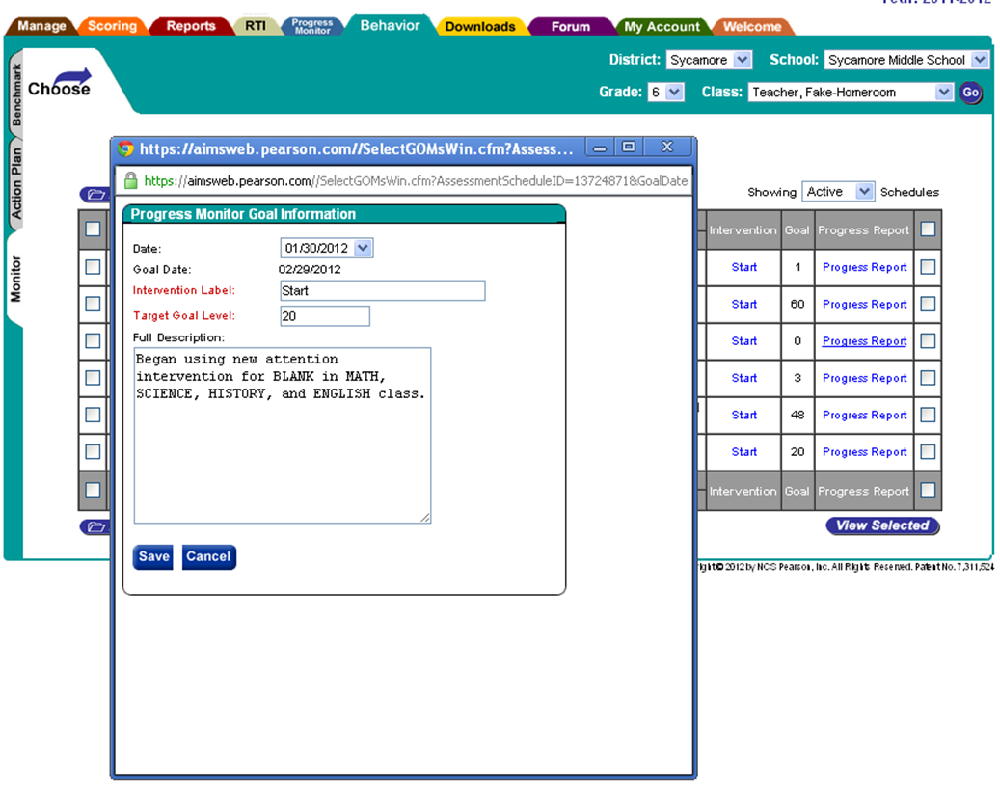 Year: 2011-2012
Manage Scoring Reports RTI Progress Monitor Behavior Downloads Forum My Account Welcome
District: Sycamore School: Sycamore Middle School
Choose
Grade: 6 Class: Teacher, Fake-Homeroom Go
Benchmark
Action Plan
Monitor
https://aimsweb.pearson.com//SelectGOMsWin.cfm?Assess...
https://aimsweb.pearson.com//SelectGOMsWin.cfm?AssessmentScheduleID=13724871&GoalDate
Progress Monitor Goal Information
Date: 01/30/2012
Goal Date: 02/29/2012
Intervention Label: Start
Target Goal Level: 20
Full Description:
Began using new attention
intervention for BLANK in MATH,
SCIENCE, HISTORY, and ENGLISH class.
Save Cancel
Showing Active Schedules
Intervention Goal Progress Report
Start 1 Progress Report
Start 60 Progress Report
Start 0 Progress Report
Start 3 Progress Report
Start 48 Progress Report
Start 20 Progress Report
Intervention Goal Progress Report
View Selected
right © 2012 by NCS Pearson, Inc. All Rights Reserved. Patent No. 7,311,524